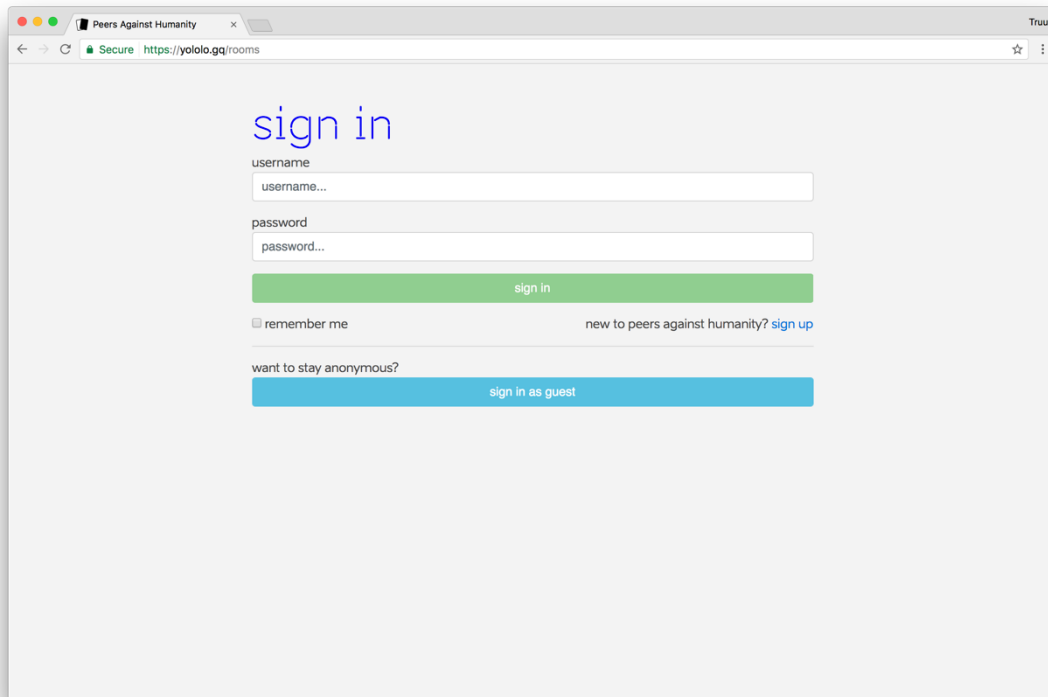 Peers Against Humanity
Truu
Secure https://yololo.gq/rooms
sign in
username
username...
password
password...
sign in
remember me new to peers against humanity? sign up
want to stay anonymous?
sign in as guest